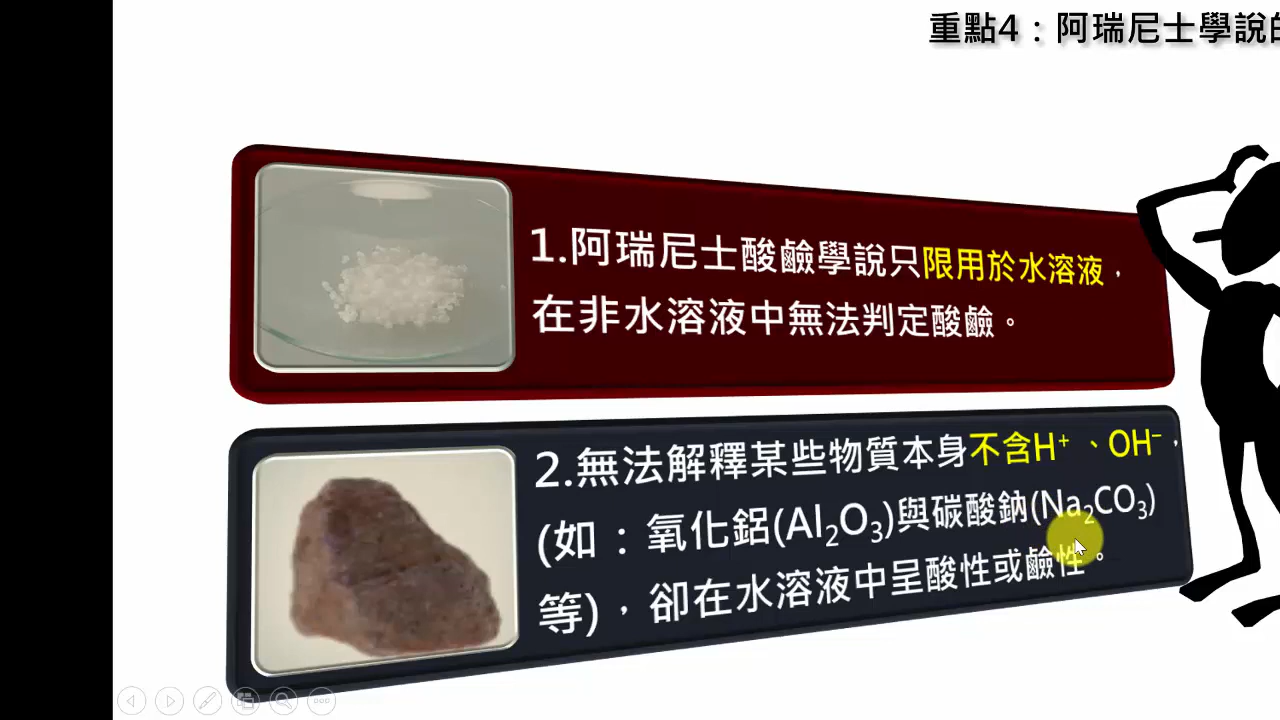 重點4：阿瑞尼士學說
1.阿瑞尼士酸鹼學說只限用於水溶液，
在非水溶液中無法判定酸鹼。
2.無法解釋某些物質本身不含H⁺、OH⁻，
(如：氧化鋁(Al₂O₃)與碳酸鈉(Na₂CO₃)
等)，卻在水溶液中呈酸性或鹼性。